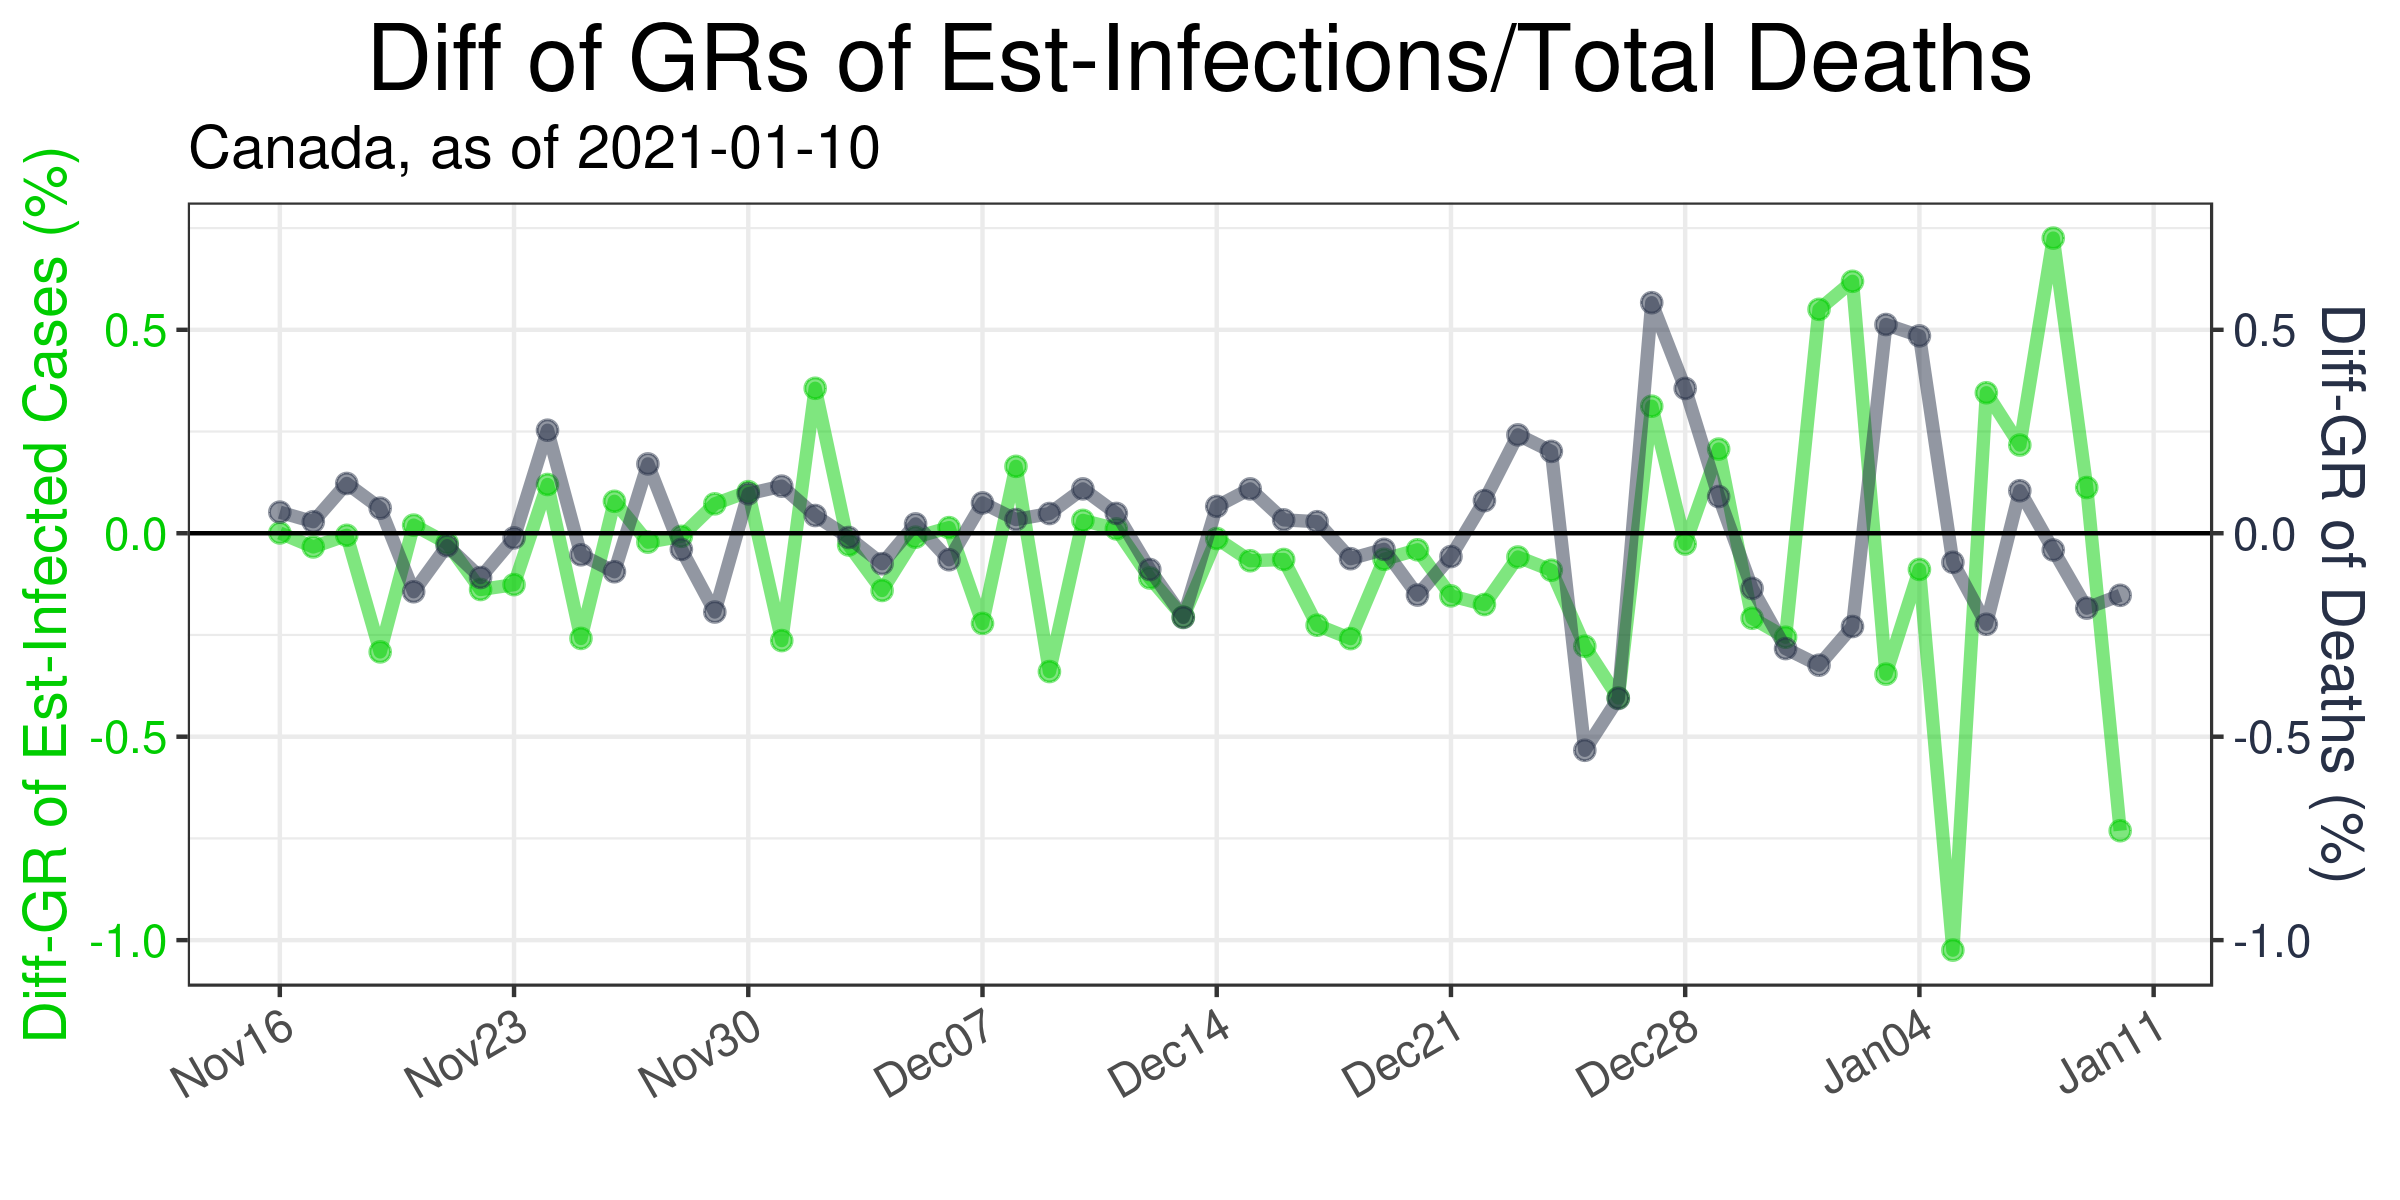 Diff of GRs of Est-Infections/Total Deaths
Canada, as of 2021-01-10
Diff-GR of Est-Infected Cases (%)
0.5
0.0
-0.5
-1.0
0.5
0.0
-0.5
-1.0
Diff-GR of Deaths (%)
Nov16
Nov23
Nov30
Dec07
Dec14
Dec21
Dec28
Jan04
Jan11